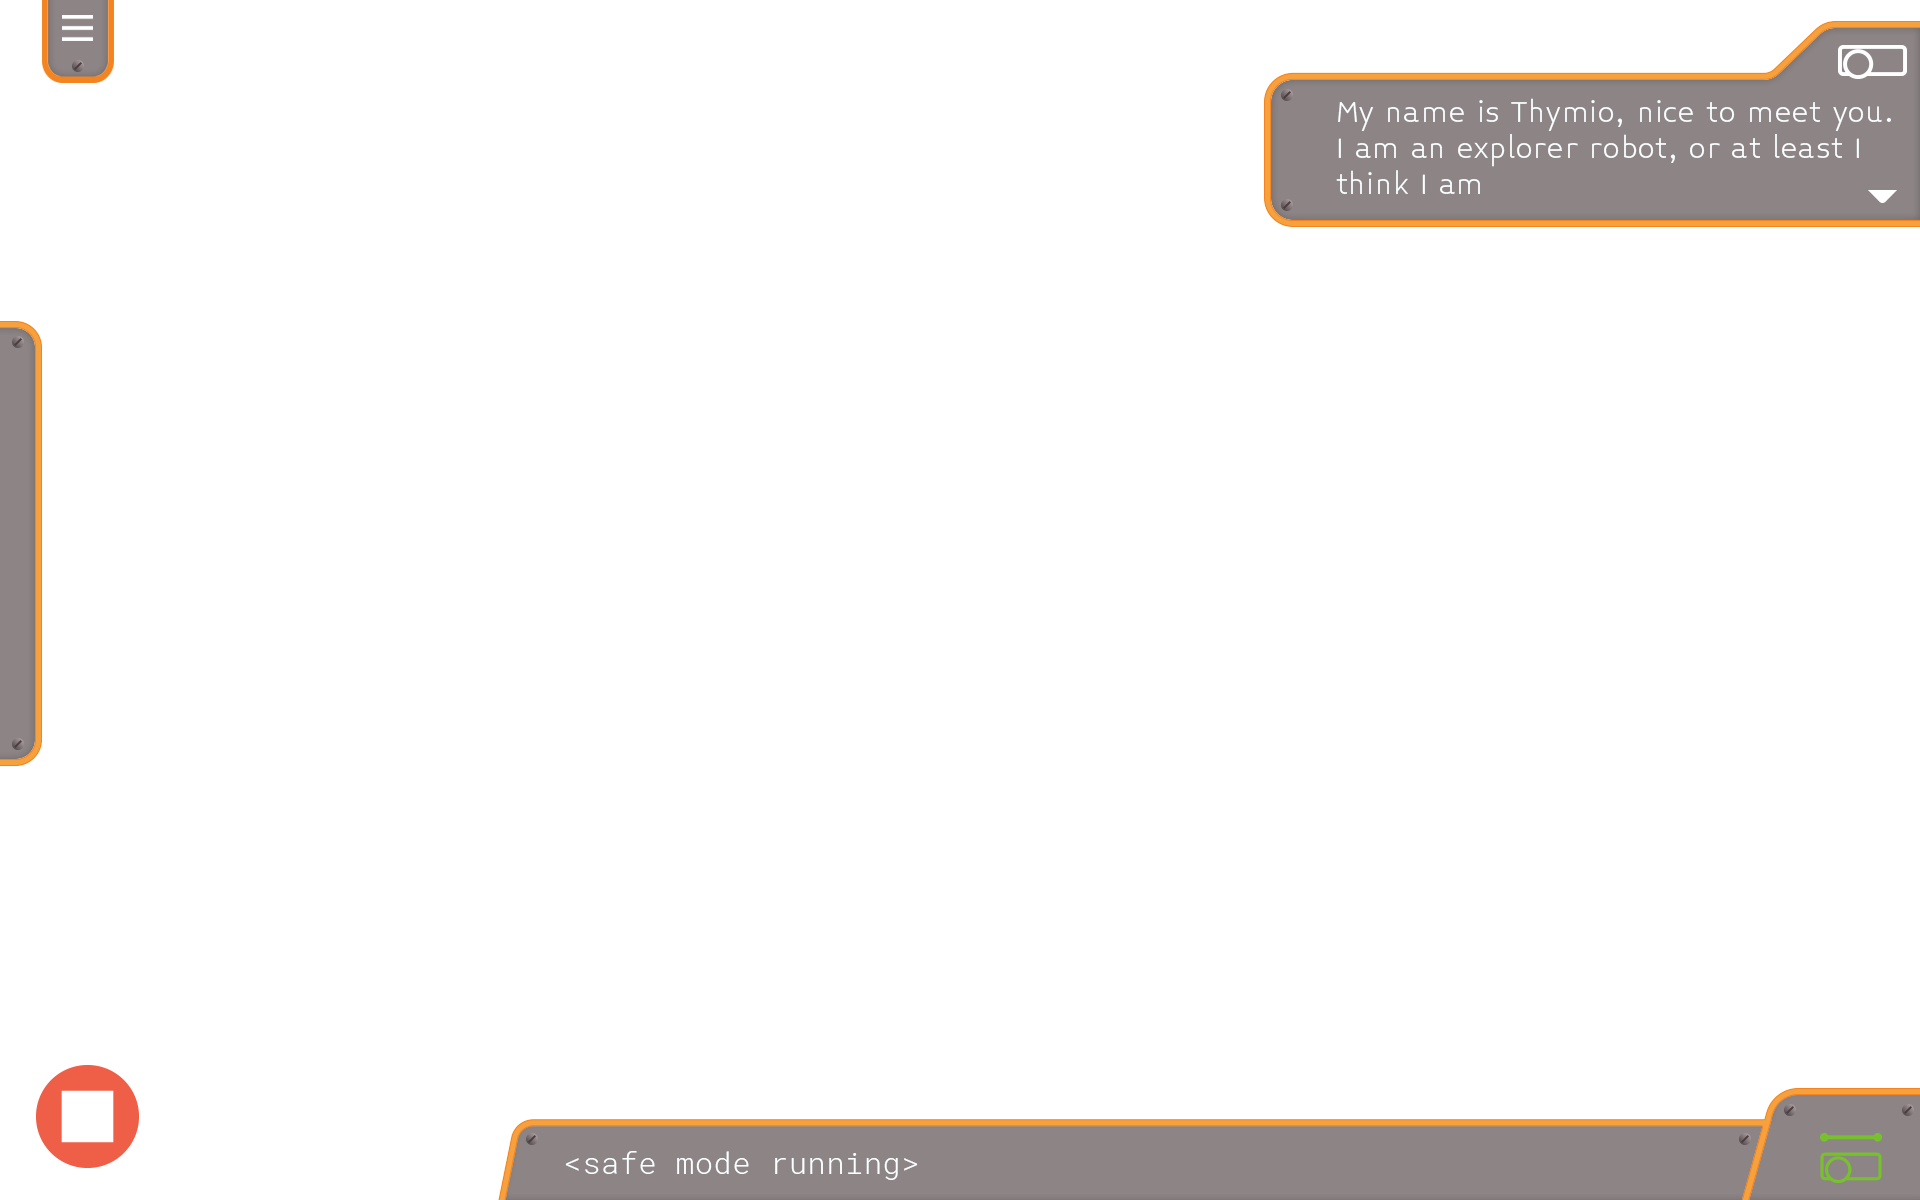 My name is Thymio, nice to meet you.
I am an explorer robot, or at least I
think I am
<safe mode running>